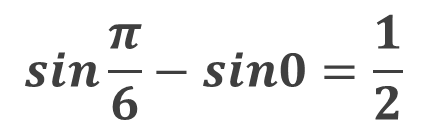 sin π/6 − sin0 = 1/2